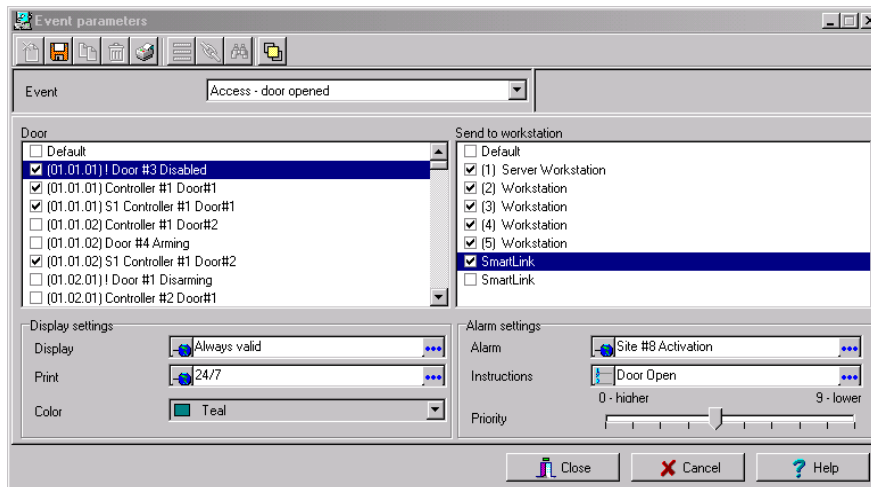 Event parameters
Event
Access - door opened
Door
Default
(01.01.01) ! Door #3 Disabled
(01.01.01) Controller #1 Door#1
(01.01.01) S1 Controller #1 Door#1
(01.01.02) Controller #1 Door#2
(01.01.02) Door #4 Arming
(01.01.02) S1 Controller #1 Door#2
(01.02.01) ! Door #1 Disarming
(01.02.01) Controller #2 Door#1
Send to workstation
Default
(1) Server Workstation
(2) Workstation
(3) Workstation
(4) Workstation
(5) Workstation
SmartLink
SmartLink
Display settings
Display
Always valid
Print
24/7
Color
Teal
Alarm settings
Alarm
Site #8 Activation
Instructions
Door Open
0 - higher
9 - lower
Priority
Close
Cancel
Help